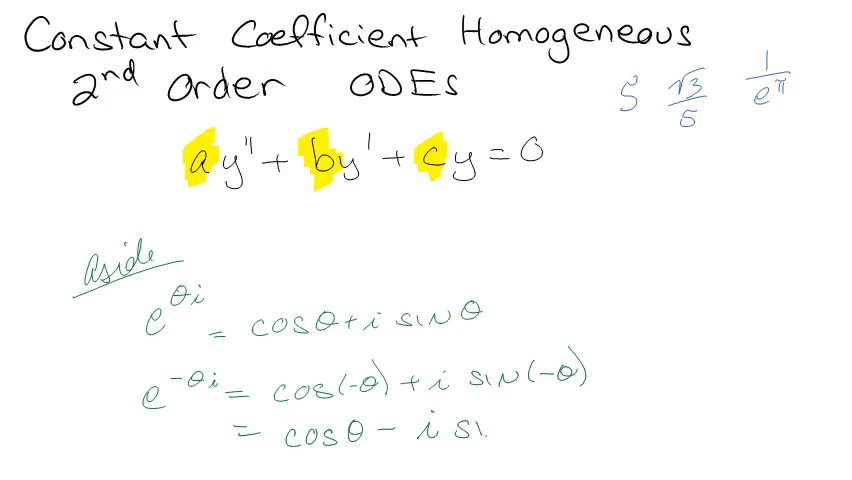 Constant Coefficient Homogeneous
2nd Order ODEs
5 √3/5 1/e^π
ay'' + by' + cy = 0
Aside
e^θi = cosθ + i sinθ
e^-θi = cos(-θ) + i sin(-θ)
= cosθ - i si